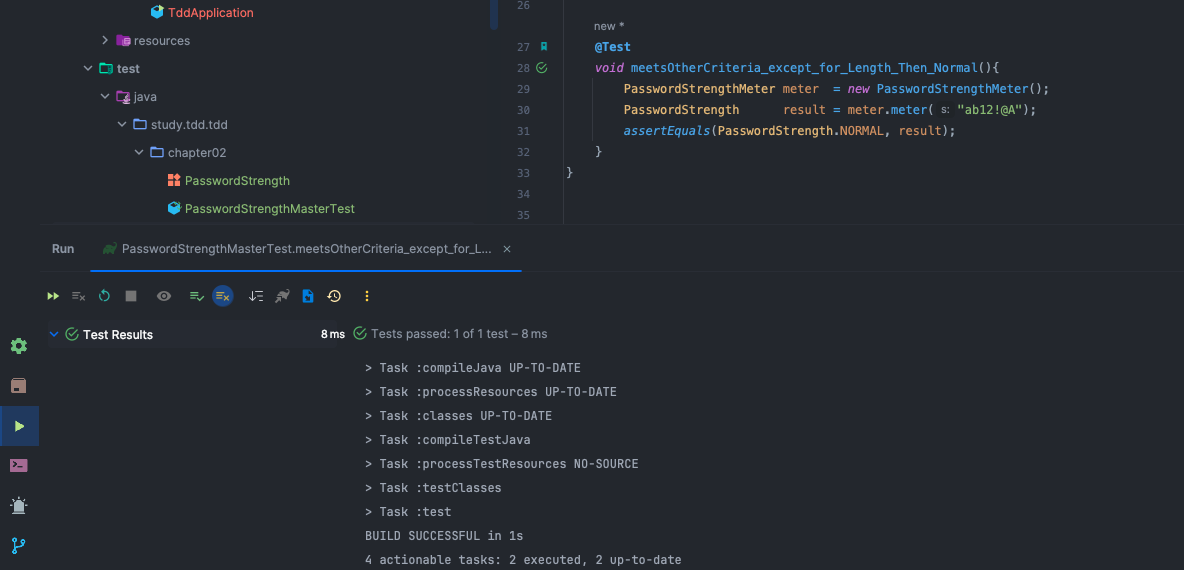 TddApplication
resources
test
java
study.tdd.tdd
chapter02
PasswordStrength
PasswordStrengthMasterTest
26
new *
27 @Test
28 void meetsOtherCriteria_except_for_Length_Then_Normal(){
29 PasswordStrengthMeter meter = new PasswordStrengthMeter();
30 PasswordStrength result = meter.meter( s: "ab12!@A");
31 assertEquals(PasswordStrength.NORMAL, result);
32 }
33 }
34
35
Run PasswordStrengthMasterTest.meetsOtherCriteria_except_for_L... ×
Test Results 8 ms Tests passed: 1 of 1 test – 8 ms
> Task :compileJava UP-TO-DATE
> Task :processResources UP-TO-DATE
> Task :classes UP-TO-DATE
> Task :compileTestJava
> Task :processTestResources NO-SOURCE
> Task :testClasses
> Task :test
BUILD SUCCESSFUL in 1s
4 actionable tasks: 2 executed, 2 up-to-date